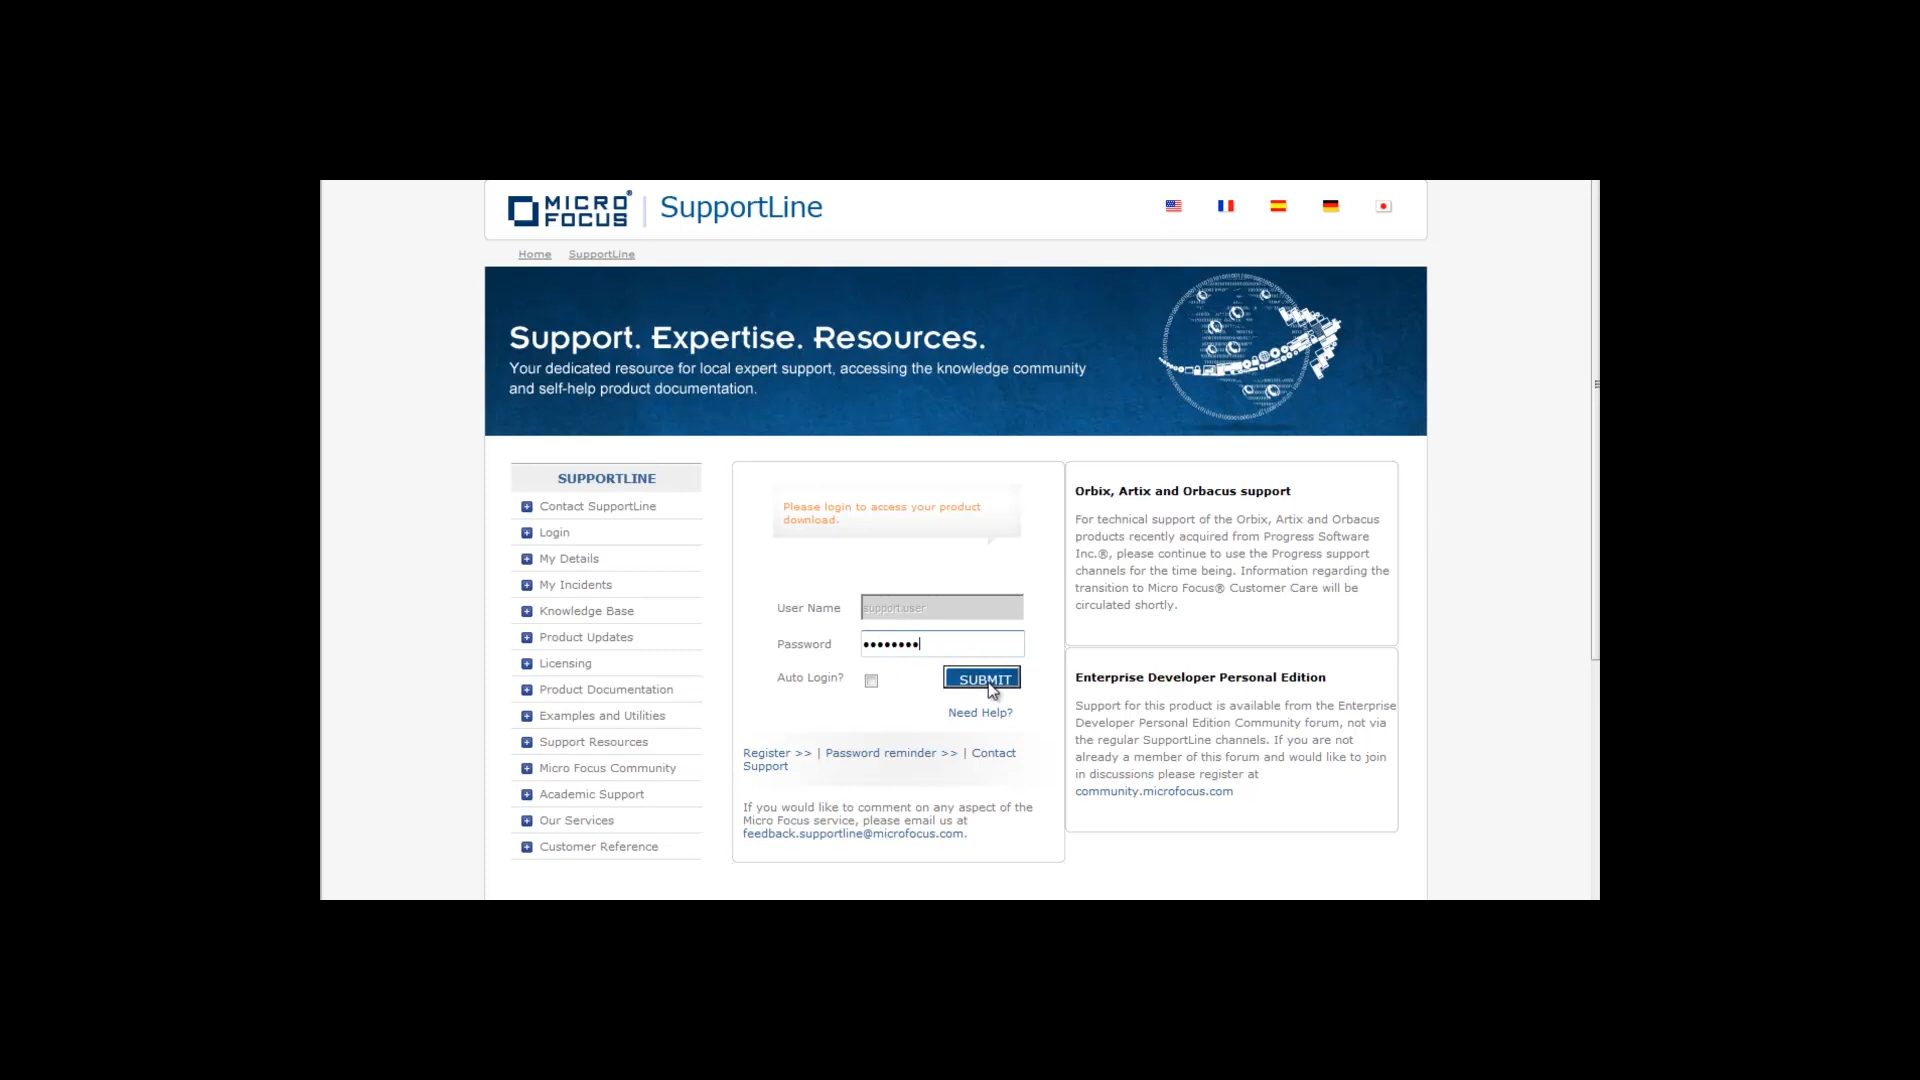 MICRO FOCUS® SupportLine
Home SupportLine
Support. Expertise. Resources.
Your dedicated resource for local expert support, accessing the knowledge community
and self-help product documentation.
SUPPORTLINE
Contact SupportLine
Login
My Details
My Incidents
Knowledge Base
Product Updates
Licensing
Product Documentation
Examples and Utilities
Support Resources
Micro Focus Community
Academic Support
Our Services
Customer Reference
Please login to access your product
download.
User Name support.user
Password ••••••••
Auto Login? SUBMIT
Need Help?
Register >> | Password reminder >> | Contact
Support
If you would like to comment on any aspect of the
Micro Focus service, please email us at
feedback.supportline@microfocus.com.
Orbix, Artix and Orbacus support
For technical support of the Orbix, Artix and Orbacus
products recently acquired from Progress Software
Inc.®, please continue to use the Progress support
channels for the time being. Information regarding the
transition to Micro Focus® Customer Care will be
circulated shortly.
Enterprise Developer Personal Edition
Support for this product is available from the Enterprise
Developer Personal Edition Community forum, not via
the regular SupportLine channels. If you are not
already a member of this forum and would like to join
in discussions please register at
community.microfocus.com